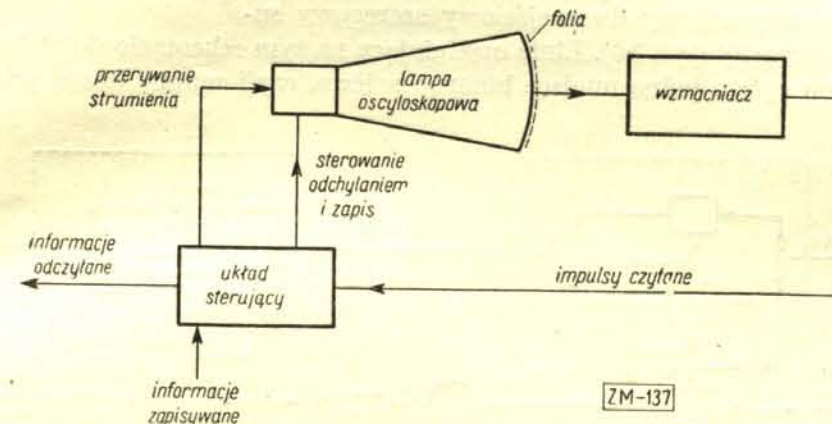 folia
przerywanie
strumienia
lampa
oscyloskopowa
wzmacniacz
sterowanie
odchylaniem
i zapis
informacje
odczytane
układ
sterujący
impulsy czytane
informacje
zapisywane
ZM-137